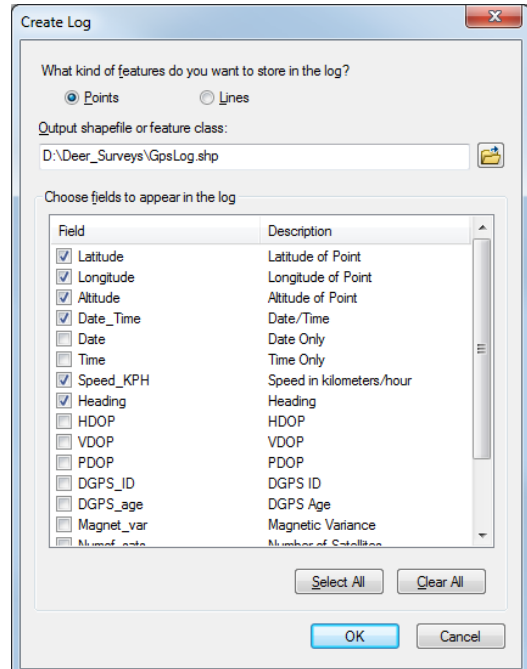 Create Log
What kind of features do you want to store in the log?
Points Lines
Output shapefile or feature class:
D:\Deer_Surveys\GpsLog.shp
Choose fields to appear in the log
Field Description
Latitude Latitude of Point
Longitude Longitude of Point
Altitude Altitude of Point
Date_Time Date/Time
Date Date Only
Time Time Only
Speed_KPH Speed in kilometers/hour
Heading Heading
HDOP HDOP
VDOP VDOP
PDOP PDOP
DGPS_ID DGPS ID
DGPS_age DGPS Age
Magnet_var Magnetic Variance
Number of Satellites
Select All Clear All
OK Cancel